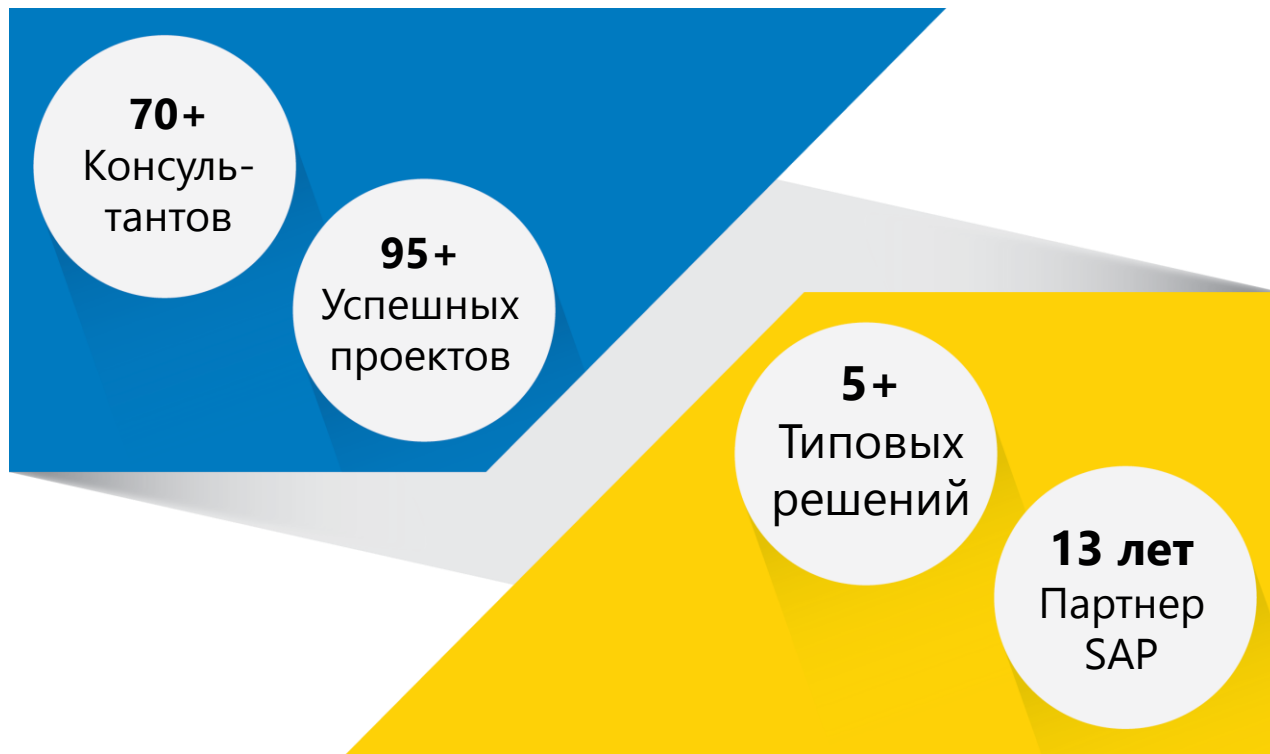 70+
Консуль-
тантов
95+
Успешных
проектов
5+
Типовых
решений
13 лет
Партнер
SAP